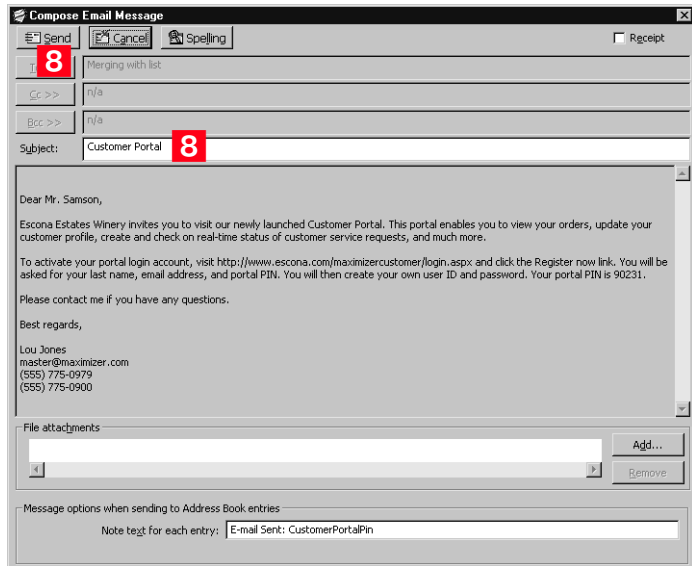 Compose Email Message
Send Cancel Spelling Receipt
8
Merging with list
Cc >> n/a
Bcc >> n/a
Subject: Customer Portal 8
Dear Mr. Samson,
Escona Estates Winery invites you to visit our newly launched Customer Portal. This portal enables you to view your orders, update your
customer profile, create and check on real-time status of customer service requests, and much more.
To activate your portal login account, visit http://www.escona.com/maximizercustomer/login.aspx and click the Register now link. You will be
asked for your last name, email address, and portal PIN. You will then create your own user ID and password. Your portal PIN is 90231.
Please contact me if you have any questions.
Best regards,
Lou Jones
master@maximizer.com
(555) 775-0979
(555) 775-0900
File attachments
Add...
Remove
Message options when sending to Address Book entries
Note text for each entry: E-mail Sent: CustomerPortalPin